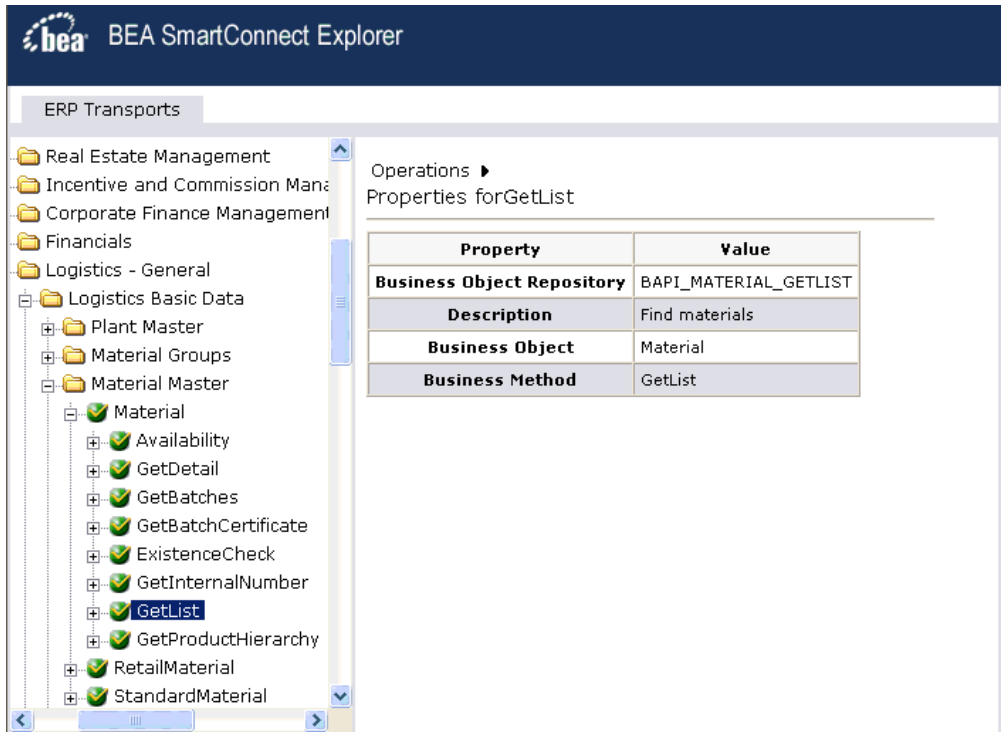 bea BEA SmartConnect Explorer
ERP Transports
Real Estate Management
Incentive and Commission Mana
Corporate Finance Management
Financials
Logistics - General
Logistics Basic Data
Plant Master
Material Groups
Material Master
Material
Availability
GetDetail
GetBatches
GetBatchCertificate
ExistenceCheck
GetInternalNumber
GetList
GetProductHierarchy
RetailMaterial
StandardMaterial
Operations
Properties forGetList
Property Value
Business Object Repository BAPI_MATERIAL_GETLIST
Description Find materials
Business Object Material
Business Method GetList